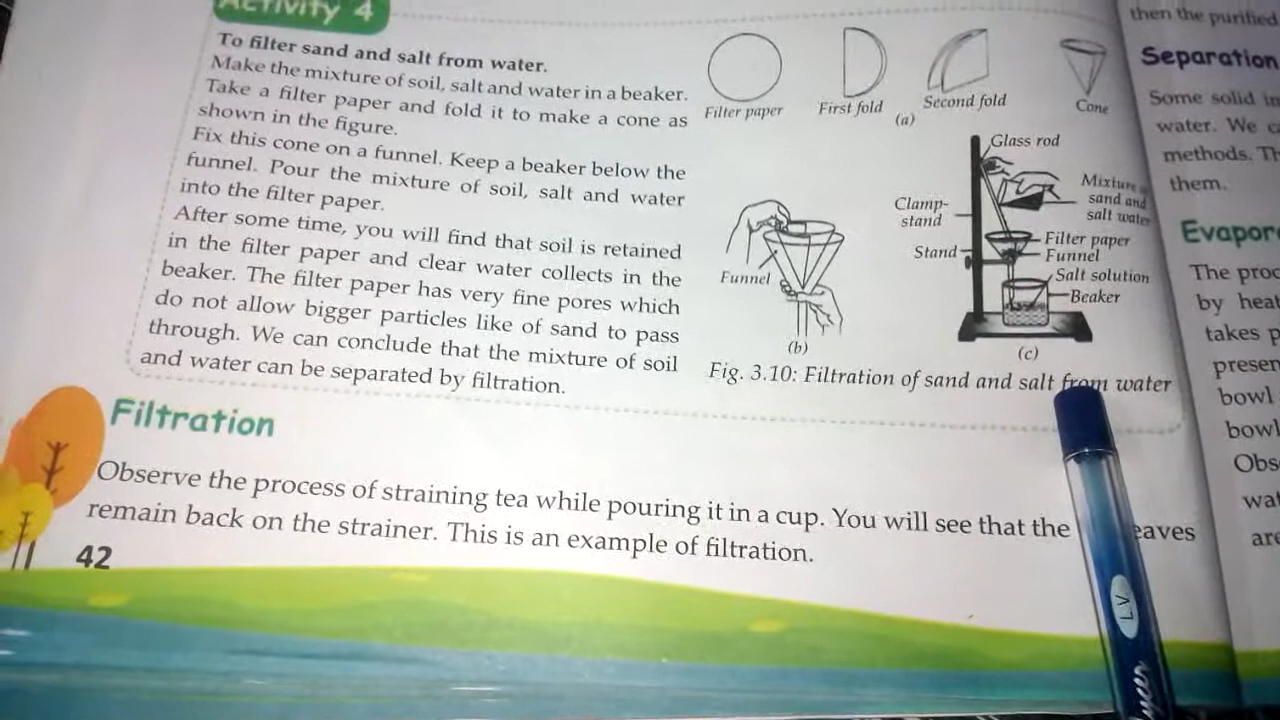 Activity 4
To filter sand and salt from water.
Make the mixture of soil, salt and water in a beaker.
Take a filter paper and fold it to make a cone as
shown in the figure.
Fix this cone on a funnel. Keep a beaker below the
funnel. Pour the mixture of soil, salt and water
into the filter paper.
After some time, you will find that soil is retained
in the filter paper and clear water collects in the
beaker. The filter paper has very fine pores which
do not allow bigger particles like of sand to pass
through. We can conclude that the mixture of soil
and water can be separated by filtration.
Filter paper
First fold
Second fold
Cone
(a)
Funnel
(b)
Glass rod
Clamp-
stand
Stand
Mixture
sand and
salt water
Filter paper
Funnel
Salt solution
Beaker
(c)
Fig. 3.10: Filtration of sand and salt from water
Filtration
Observe the process of straining tea while pouring it in a cup. You will see that the eaves
remain back on the strainer. This is an example of filtration.
42
then the purified
Separation
Some solid
water. We
methods.
them.
Evapor
The
by
takes
bowl
LV